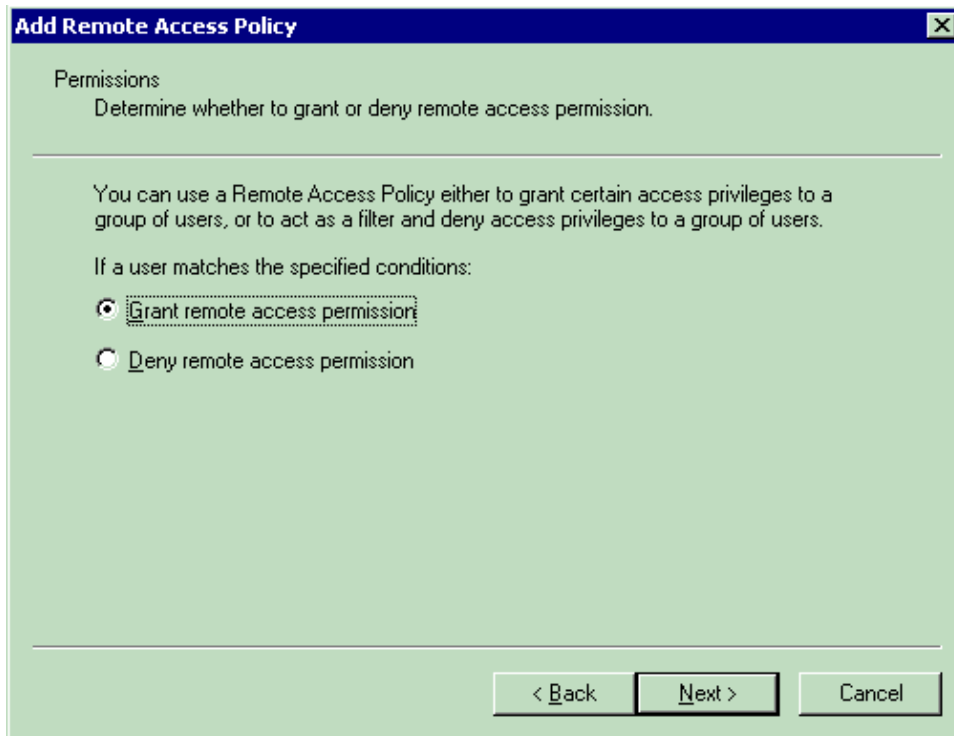 Add Remote Access Policy
Permissions
Determine whether to grant or deny remote access permission.
You can use a Remote Access Policy either to grant certain access privileges to a
group of users, or to act as a filter and deny access privileges to a group of users.
If a user matches the specified conditions:
Grant remote access permission
Deny remote access permission
< Back
Next >
Cancel